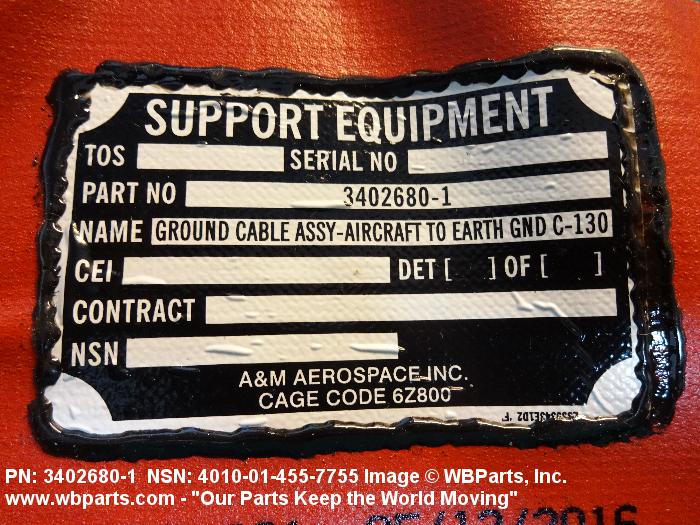 SUPPORT EQUIPMENT
TOS SERIAL NO
PART NO 3402680-1
NAME GROUND CABLE ASSY-AIRCRAFT TO EARTH GND C-130
CEI DET [ ] OF [ ]
CONTRACT
NSN
A&M AEROSPACE INC.
CAGE CODE 6Z800
PN: 3402680-1 NSN: 4010-01-455-7755 Image © WBParts, Inc.
www.wbparts.com - "Our Parts Keep the World Moving"